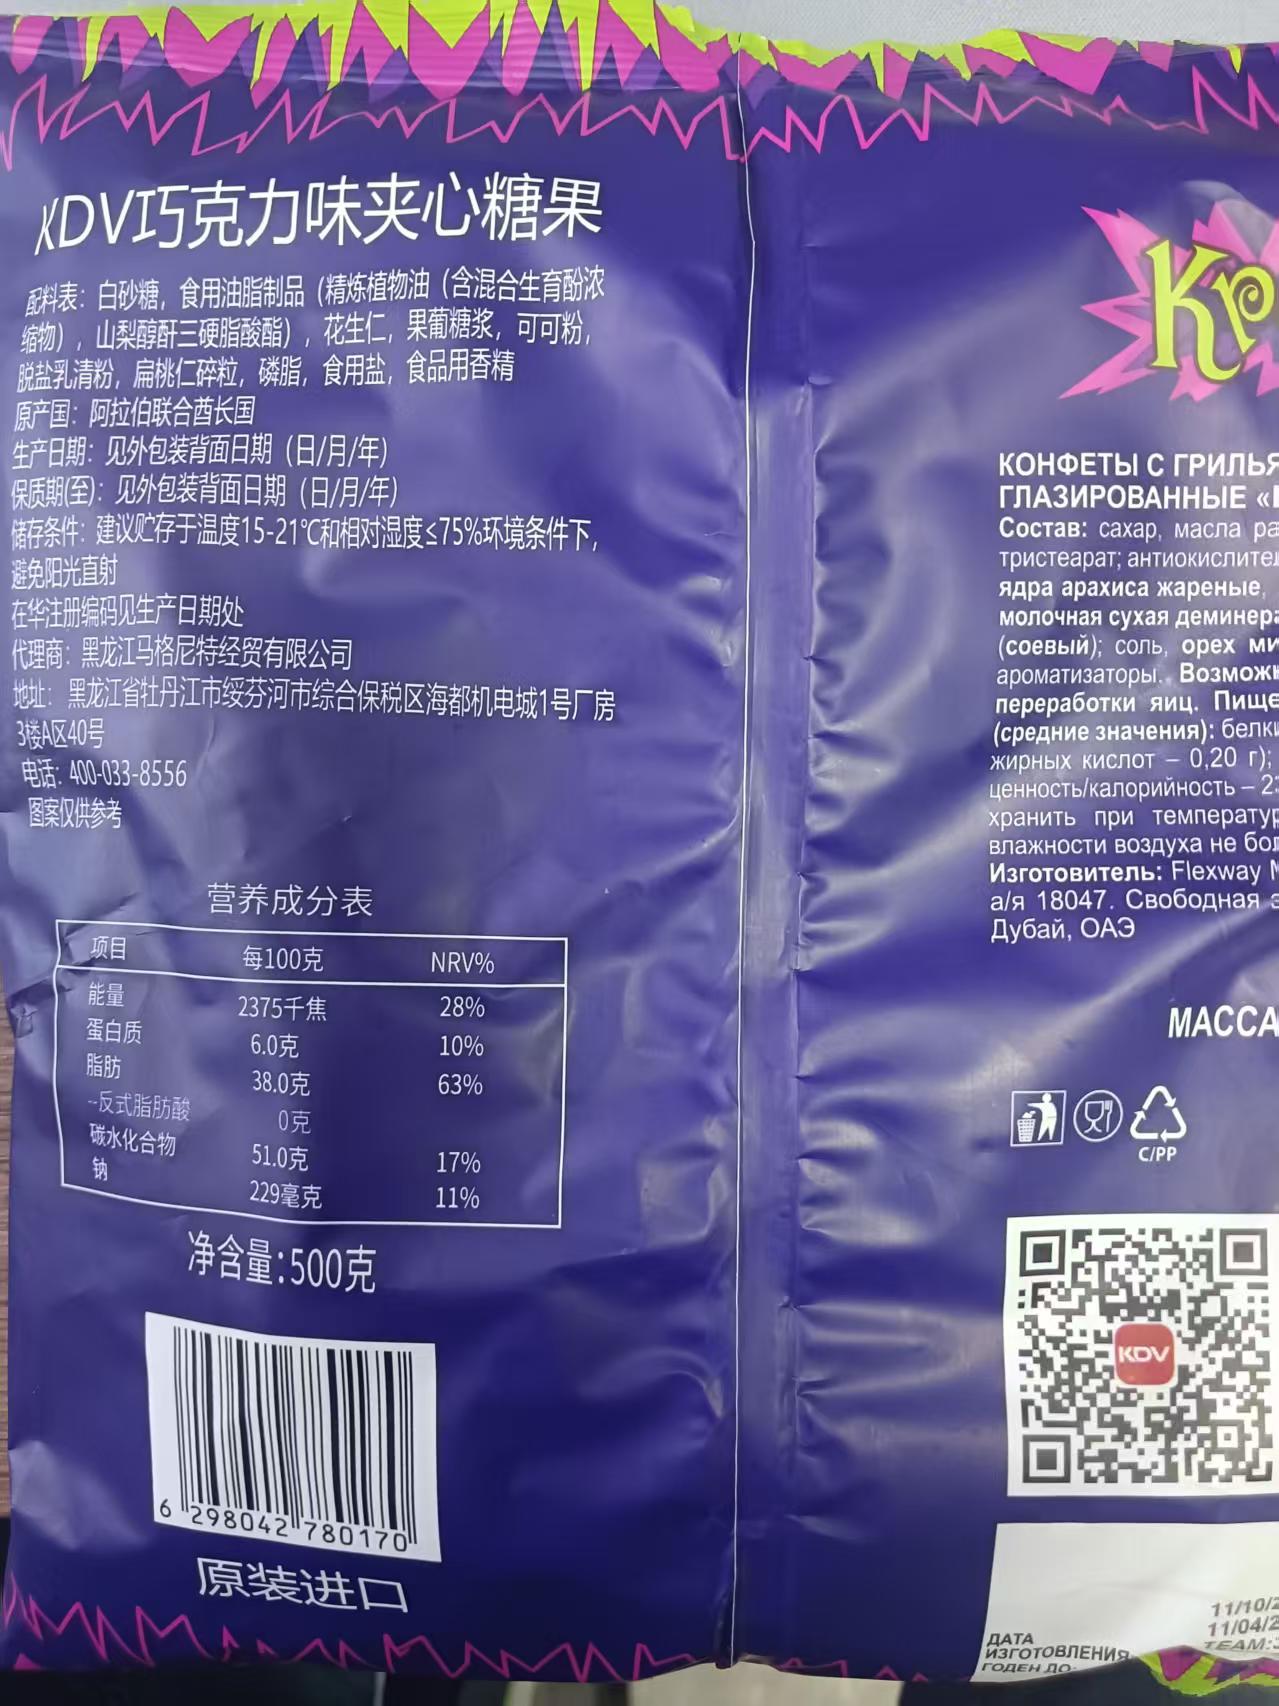 KDV巧克力味夹心糖果
配料表：白砂糖，食用油脂制品（精炼植物油（含混合生育酚浓
缩物），山梨醇酐三硬脂酸酯），花生仁，果葡糖浆，可可粉，
脱盐乳清粉，扁桃仁碎粒，磷脂，食用盐，食品用香精
原产国：阿拉伯联合酋长国
生产日期：见外包装背面日期（日/月/年）
保质期(至)：见外包装背面日期（日/月/年）
储存条件：建议贮存于温度15-21℃和相对湿度≤75%环境条件下，
避免阳光直射
在华注册编码见生产日期处
代理商：黑龙江马格尼特经贸有限公司
地址：黑龙江省牡丹江市绥芬河市综合保税区海都机电城1号厂房
3楼A区40号
电话：400-033-8556
图案仅供参考
营养成分表
项目 每100克 NRV%
能量 2375千焦 28%
蛋白质 6.0克 10%
脂肪 38.0克 63%
--反式脂肪酸 0克
碳水化合物 51.0克 17%
钠 229毫克 11%
净含量:500克
6 298042 780170
原装进口
Кр
КОНФЕТЫ С ГРИЛЬЯ
ГЛАЗИРОВАННЫЕ «
Состав: сахар, масла ра
тристеарат; антиокислител
ядра арахиса жареные,
молочная сухая деминера
(соевый); соль, орех ми
ароматизаторы. Возможн
переработки яиц. Пище
(средние значения): белки
жирных кислот – 0,20 г);
ценность/калорийность – 2
хранить при температур
влажности воздуха не бол
Изготовитель: Flexway
а/я 18047. Свободная э
Дубай, ОАЭ
МАССА
C/PP
KDV
11/10/2
11/04/2
TEAM:
ДАТА
ИЗГОТОВЛЕНИЯ
ГОДЕН ДО: